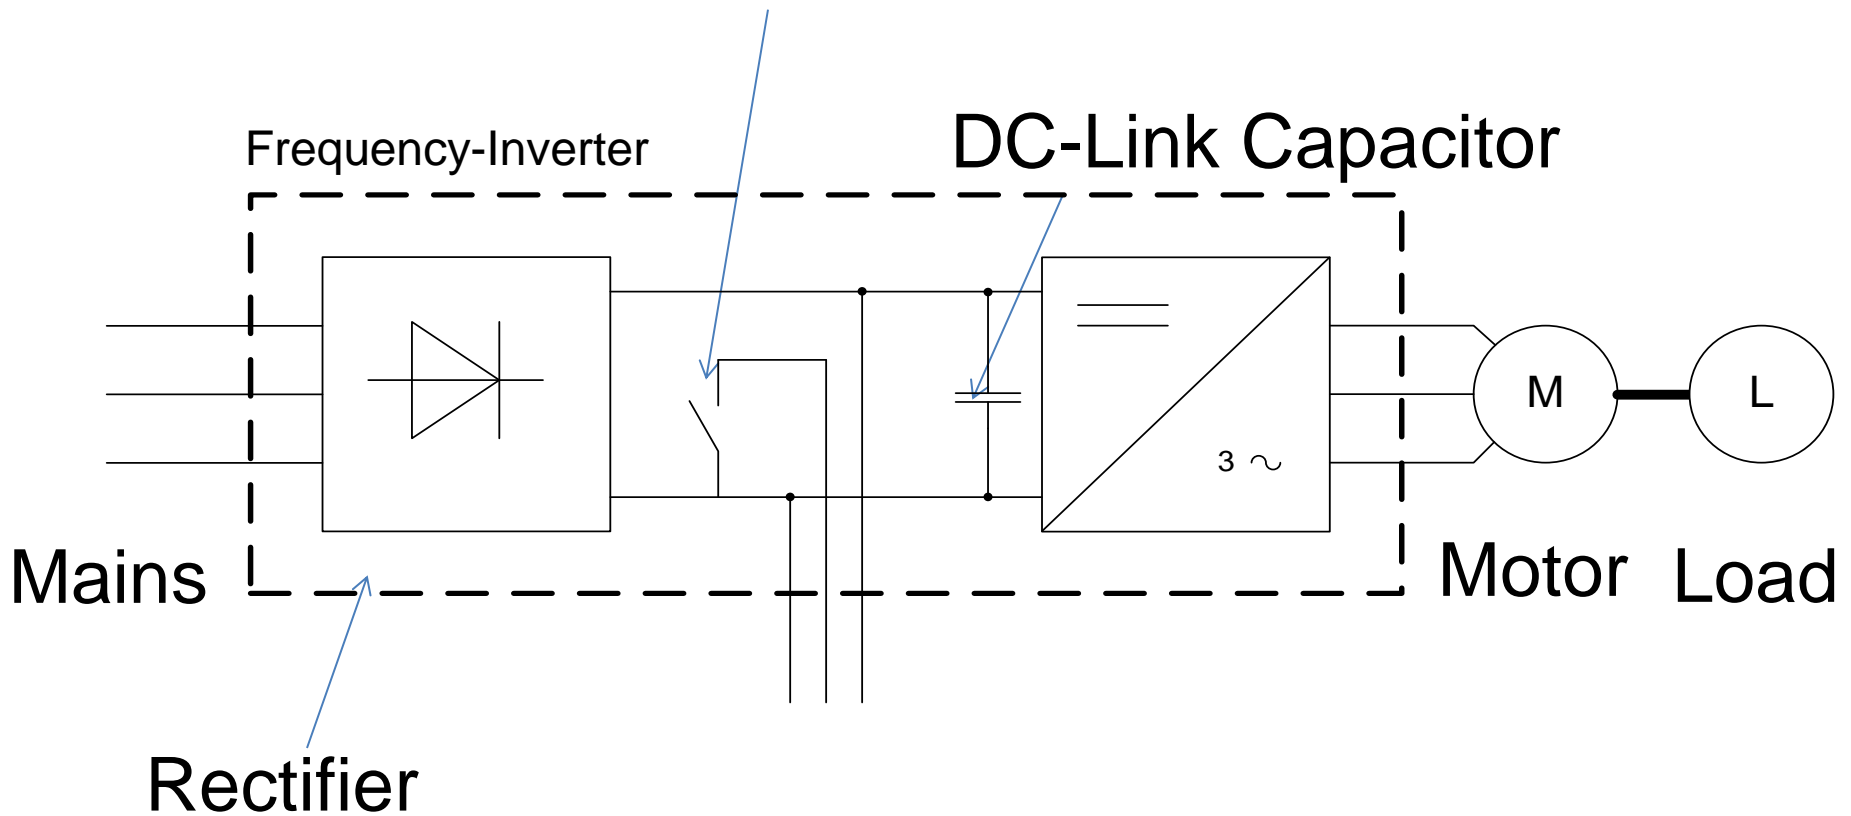 Frequency-Inverter
DC-Link Capacitor
M
L
3
Mains
Motor
Load
Rectifier